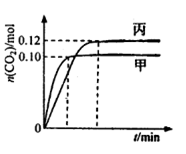 n(CO₂)/mol
丙
0.12
甲
0.10
0
t/min